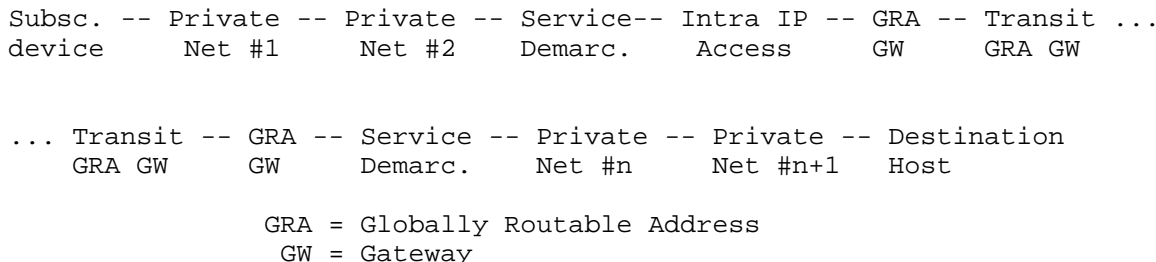 Subsc. -- Private -- Private -- Service-- Intra IP -- GRA -- Transit ...
device     Net #1     Net #2     Demarc.   Access     GW     GRA GW
... Transit -- GRA -- Service -- Private -- Private -- Destination
    GRA GW     GW     Demarc.    Net #n     Net #n+1   Host
GRA = Globally Routable Address
GW = Gateway